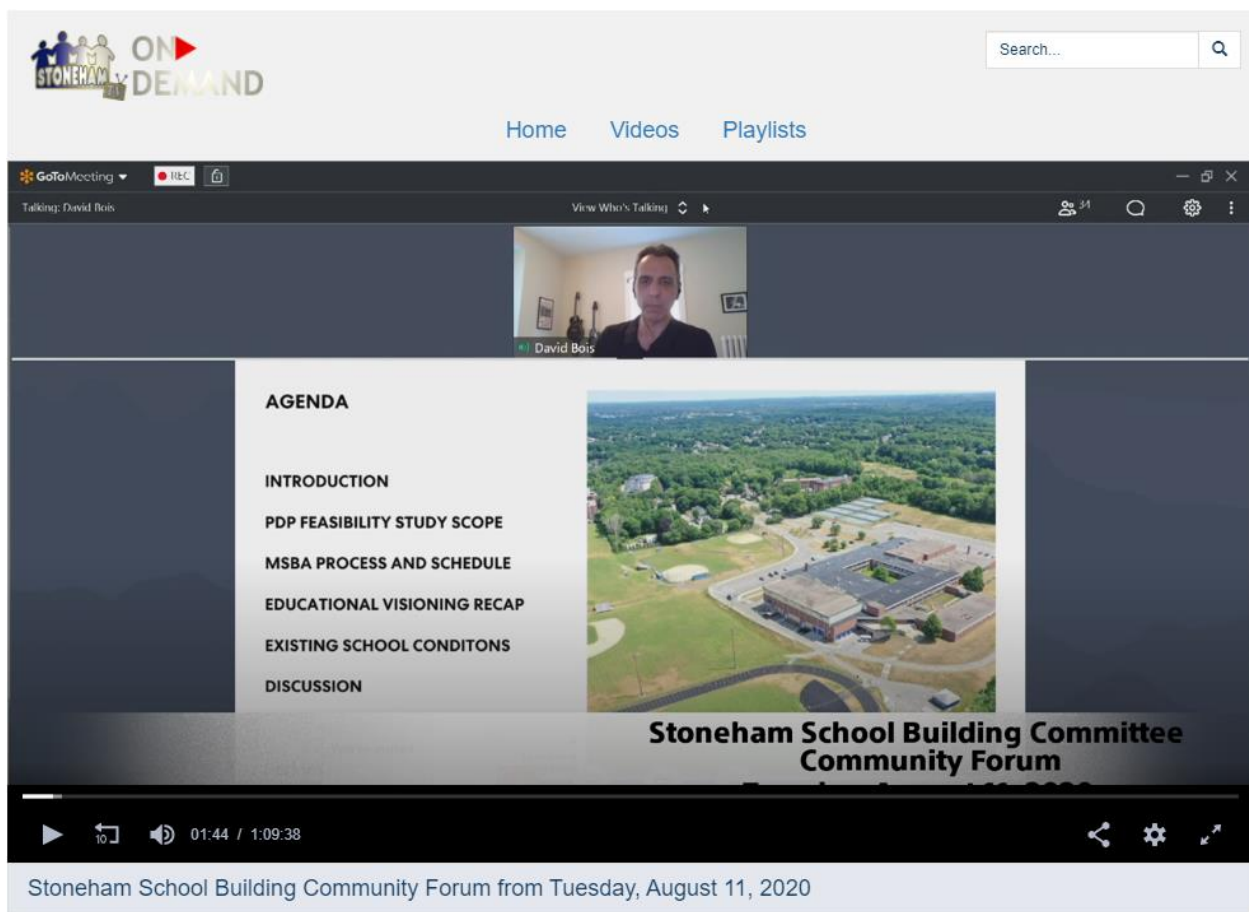 STONEHAM TV
ON
DEMAND
Search...
Home Videos Playlists
GoToMeeting REC
Talking: David Bois View Who's Talking 34
David Bois
AGENDA
INTRODUCTION
PDP FEASIBILITY STUDY SCOPE
MSBA PROCESS AND SCHEDULE
EDUCATIONAL VISIONING RECAP
EXISTING SCHOOL CONDITONS
DISCUSSION
Stoneham School Building Committee
Community Forum
10 01:44 / 1:09:38
Stoneham School Building Community Forum from Tuesday, August 11, 2020